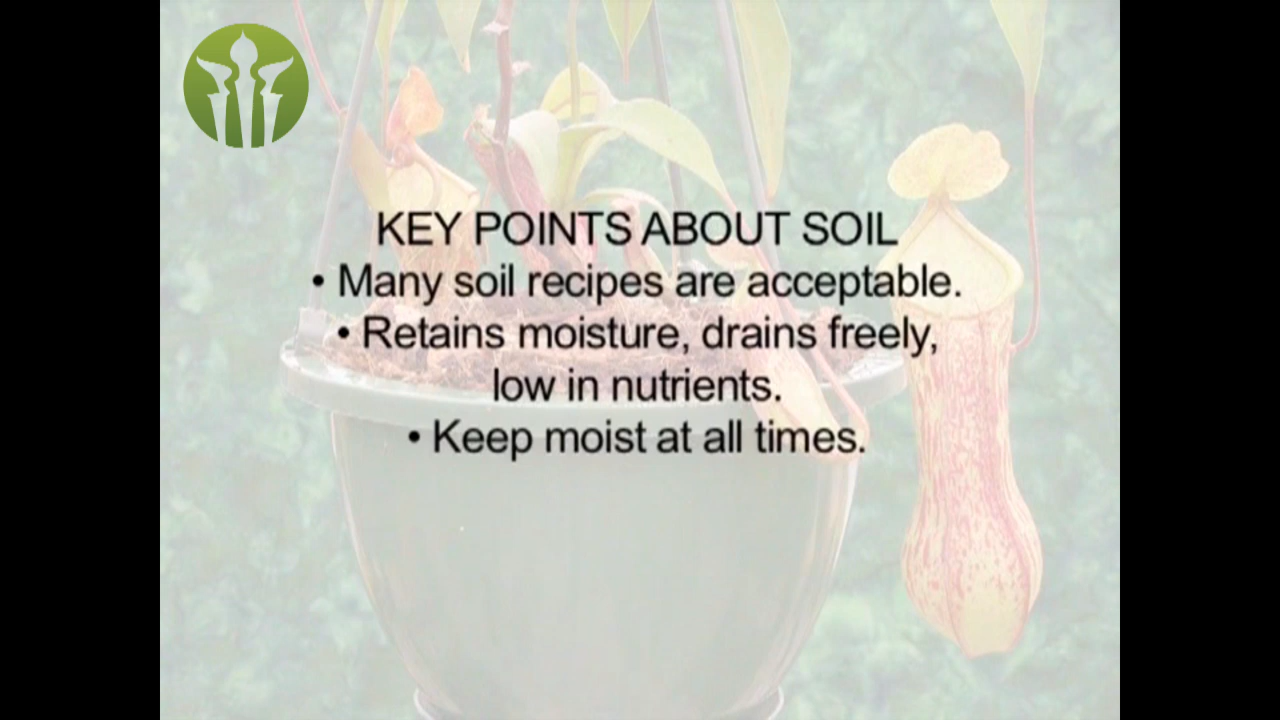 KEY POINTS ABOUT SOIL
• Many soil recipes are acceptable.
• Retains moisture, drains freely,
low in nutrients.
• Keep moist at all times.